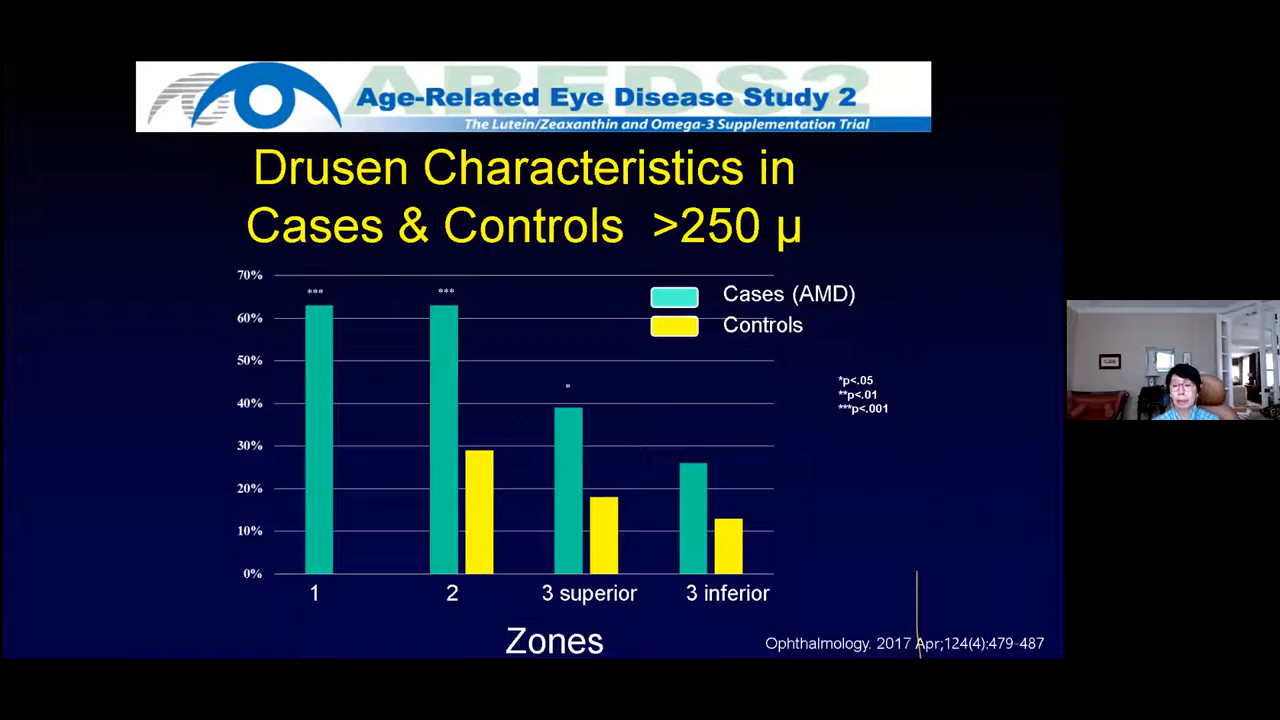 AREDS2
Age-Related Eye Disease Study 2
The Lutein/Zeaxanthin and Omega-3 Supplementation Trial
Drusen Characteristics in
Cases & Controls >250 µ
70%
60%
50%
40%
30%
20%
10%
0%
***
***
*
Cases (AMD)
Controls
*p<.05
**p<.01
***p<.001
1
2
3 superior
3 inferior
Zones
Ophthalmology. 2017 Apr;124(4):479-487